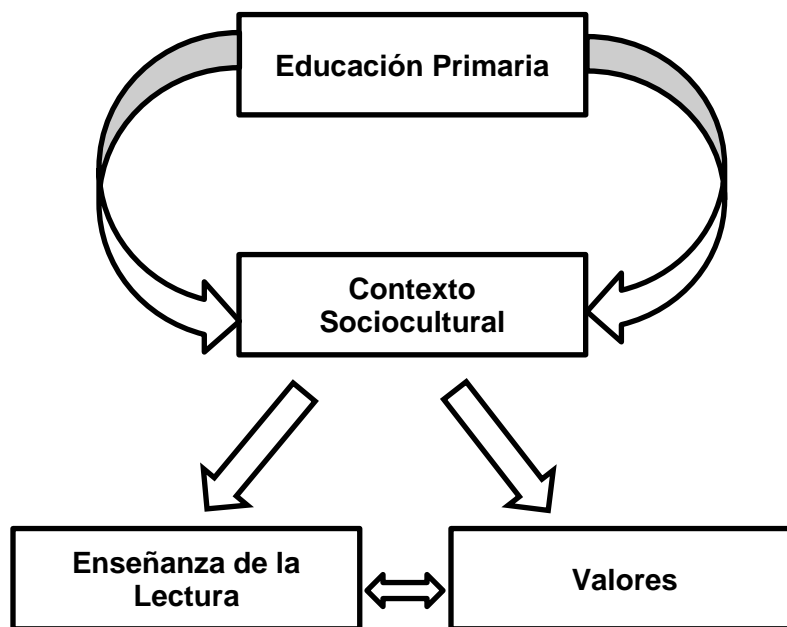 Educación Primaria
Contexto
Sociocultural
Enseñanza de la
Lectura
Valores